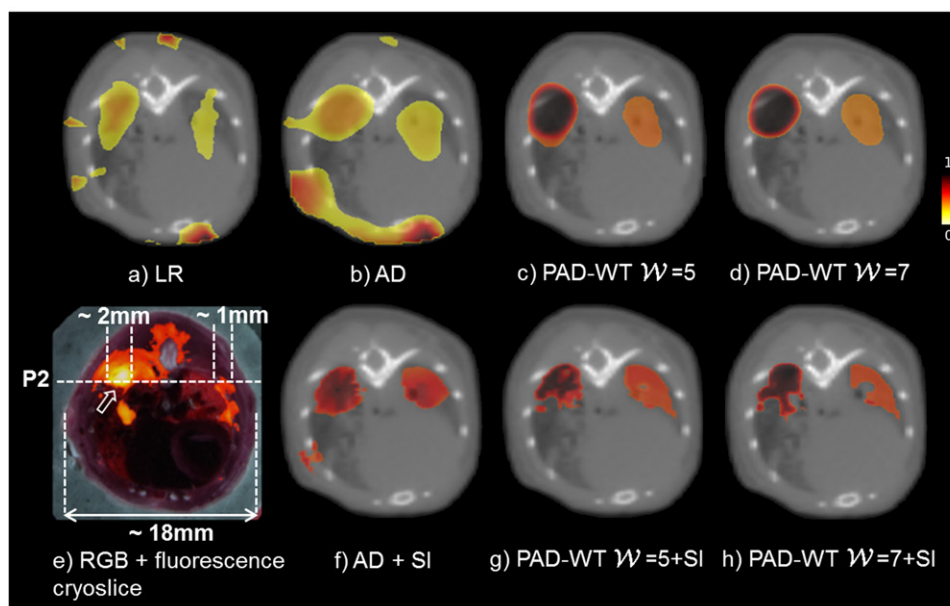 a) LR
b) AD
c) PAD-WT 𝒲=5
d) PAD-WT 𝒲=7
1
0
~ 2mm
~ 1mm
P2
~ 18mm
e) RGB + fluorescence
cryoslice
f) AD + SI
g) PAD-WT 𝒲=5+SI
h) PAD-WT 𝒲=7+SI